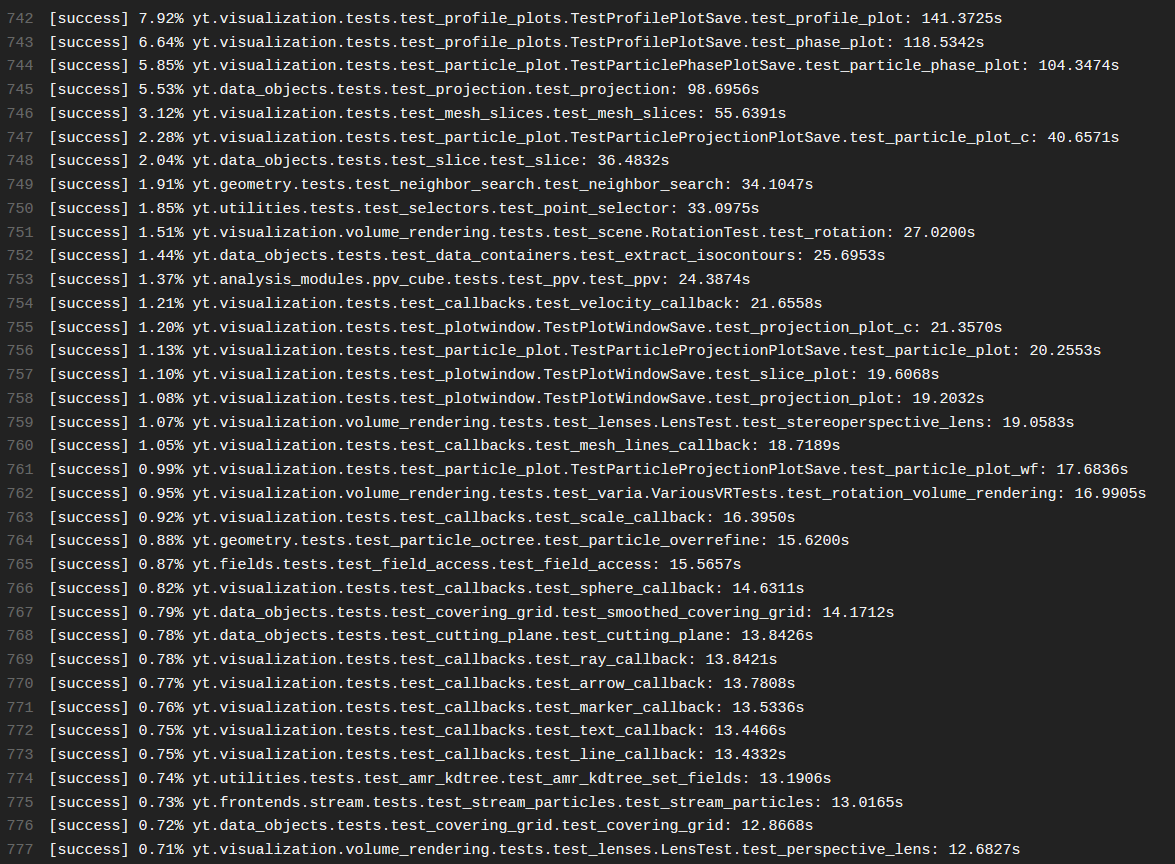 742 [success] 7.92% yt.visualization.tests.test_profile_plots.TestProfilePlotSave.test_profile_plot: 141.3725s
743 [success] 6.64% yt.visualization.tests.test_profile_plots.TestProfilePlotSave.test_phase_plot: 118.5342s
744 [success] 5.85% yt.visualization.tests.test_particle_plot.TestParticlePhasePlotSave.test_particle_phase_plot: 104.3474s
745 [success] 5.53% yt.data_objects.tests.test_projection.test_projection: 98.6956s
746 [success] 3.12% yt.visualization.tests.test_mesh_slices.test_mesh_slices: 55.6391s
747 [success] 2.28% yt.visualization.tests.test_particle_plot.TestParticleProjectionPlotSave.test_particle_plot_c: 40.6571s
748 [success] 2.04% yt.data_objects.tests.test_slice.test_slice: 36.4832s
749 [success] 1.91% yt.geometry.tests.test_neighbor_search.test_neighbor_search: 34.1047s
750 [success] 1.85% yt.utilities.tests.test_selectors.test_point_selector: 33.0975s
751 [success] 1.51% yt.visualization.volume_rendering.tests.test_scene.RotationTest.test_rotation: 27.0200s
752 [success] 1.44% yt.data_objects.tests.test_data_containers.test_extract_isocontours: 25.6953s
753 [success] 1.37% yt.analysis_modules.ppv_cube.tests.test_ppv.test_ppv: 24.3874s
754 [success] 1.21% yt.visualization.tests.test_callbacks.test_velocity_callback: 21.6558s
755 [success] 1.20% yt.visualization.tests.test_plotwindow.TestPlotWindowSave.test_projection_plot_c: 21.3570s
756 [success] 1.13% yt.visualization.tests.test_particle_plot.TestParticleProjectionPlotSave.test_particle_plot: 20.2553s
757 [success] 1.10% yt.visualization.tests.test_plotwindow.TestPlotWindowSave.test_slice_plot: 19.6068s
758 [success] 1.08% yt.visualization.tests.test_plotwindow.TestPlotWindowSave.test_projection_plot: 19.2032s
759 [success] 1.07% yt.visualization.volume_rendering.tests.test_lenses.LensTest.test_stereoperspective_lens: 19.0583s
760 [success] 1.05% yt.visualization.tests.test_callbacks.test_mesh_lines_callback: 18.7189s
761 [success] 0.99% yt.visualization.tests.test_particle_plot.TestParticleProjectionPlotSave.test_particle_plot_wf: 17.6836s
762 [success] 0.95% yt.visualization.volume_rendering.tests.test_varia.VariousVRTests.test_rotation_volume_rendering: 16.9905s
763 [success] 0.92% yt.visualization.tests.test_callbacks.test_scale_callback: 16.3950s
764 [success] 0.88% yt.geometry.tests.test_particle_octree.test_particle_overrefine: 15.6200s
765 [success] 0.87% yt.fields.tests.test_field_access.test_field_access: 15.5657s
766 [success] 0.82% yt.visualization.tests.test_callbacks.test_sphere_callback: 14.6311s
767 [success] 0.79% yt.data_objects.tests.test_covering_grid.test_smoothed_covering_grid: 14.1712s
768 [success] 0.78% yt.data_objects.tests.test_cutting_plane.test_cutting_plane: 13.8426s
769 [success] 0.78% yt.visualization.tests.test_callbacks.test_ray_callback: 13.8421s
770 [success] 0.77% yt.visualization.tests.test_callbacks.test_arrow_callback: 13.7808s
771 [success] 0.76% yt.visualization.tests.test_callbacks.test_marker_callback: 13.5336s
772 [success] 0.75% yt.visualization.tests.test_callbacks.test_text_callback: 13.4466s
773 [success] 0.75% yt.visualization.tests.test_callbacks.test_line_callback: 13.4332s
774 [success] 0.74% yt.utilities.tests.test_amr_kdtree.test_amr_kdtree_set_fields: 13.1906s
775 [success] 0.73% yt.frontends.stream.tests.test_stream_particles.test_stream_particles: 13.0165s
776 [success] 0.72% yt.data_objects.tests.test_covering_grid.test_covering_grid: 12.8668s
777 [success] 0.71% yt.visualization.volume_rendering.tests.test_lenses.LensTest.test_perspective_lens: 12.6827s